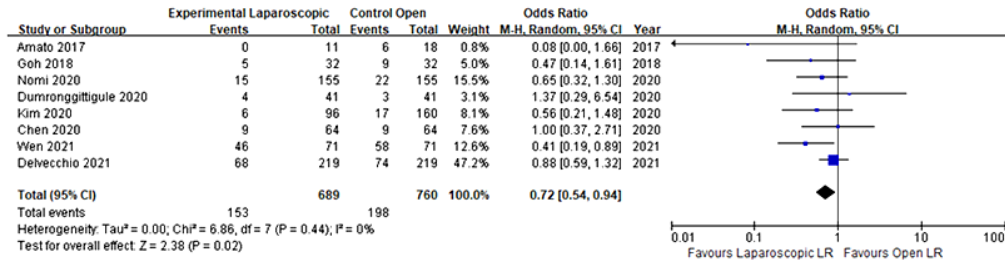 Experimental Laparoscopic Control Open Odds Ratio Odds Ratio
Study or Subgroup Events Total Events Total Weight M-H, Random, 95% CI Year M-H, Random, 95% CI
Amato 2017 0 11 6 18 0.8% 0.08 [0.00, 1.66] 2017
Goh 2018 5 32 9 32 4.8% 0.47 [0.14, 1.61] 2018
Nomi 2020 15 155 22 155 15.5% 0.65 [0.32, 1.30] 2020
Dumronggittigule 2020 4 41 3 41 3.1% 1.37 [0.29, 6.54] 2020
Kim 2020 6 96 17 160 8.1% 0.56 [0.21, 1.48] 2020
Chen 2020 9 64 9 64 7.6% 1.00 [0.37, 2.71] 2020
Wen 2021 46 71 58 71 12.6% 0.41 [0.19, 0.89] 2021
Delvecchio 2021 68 219 74 219 47.2% 0.88 [0.59, 1.32] 2021
Total (95% CI) 689 760 100.0% 0.72 [0.54, 0.94]
Total events 153 198
Heterogeneity: Tau² = 0.00; Chi² = 6.86, df = 7 (P = 0.44); I² = 0%
Test for overall effect: Z = 2.38 (P = 0.02)
0.01 0.1 1 10 100
Favours Laparoscopic LR Favours Open LR